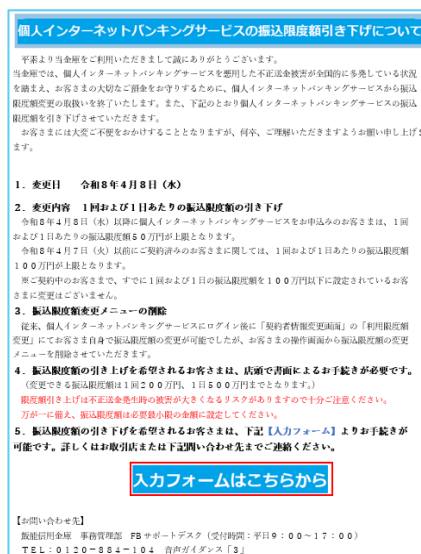 個人インターネットバンキングサービスの振込限度額引き下げについて
平素より当金庫をご利用いただきまして誠にありがとうございます。
当金庫では、個人インターネットバンキングサービスを悪用した不正送金被害が全国的に多発している状況
を踏まえ、お客さまの大切なご預金をお守りするために、個人インターネットバンキングサービスから振込
限度額変更の取扱いを終了いたします。また、下記のとおり個人インターネットバンキングサービスの振込
限度額を引き下げさせていただきます。
お客さまには大変ご不便をおかけすることとなりますが、何卒、ご理解いただきますようお願い申し上げ
ます。
1．変更日　令和8年4月8日（水）
2．変更内容　1回および1日あたりの振込限度額の引き下げ
令和8年4月8日（水）以降に個人インターネットバンキングサービスをお申込みのお客さまは、1回
および1日あたりの振込限度額50万円が上限となります。
令和8年4月7日（火）以前にご契約済みのお客さまに関しては、1回および1日あたりの振込限度額
100万円が上限となります。
※ご契約中のお客さまで、すでに1回および1日の振込限度額を100万円以下に設定されているお客
さまに変更はございません。
3．振込限度額変更メニューの削除
従来、個人インターネットバンキングサービスにログイン後に「契約者情報変更画面」の「利用限度額
変更」にてお客さま自身で振込限度額の変更が可能でしたが、お客さまの操作画面から振込限度額の変更
メニューを削除させていただきます。
4．振込限度額の引き上げを希望されるお客さまは、店頭で書面によるお手続きが必要です。
（変更できる振込限度額は1回200万円、1日500万円までとなります。）
限度額引き上げは不正送金発生時の被害が大きくなるリスクがありますので十分ご注意ください。
万が一に備え、振込限度額は必要最小限の金額に設定してください。
5．振込限度額の引き下げを希望されるお客さまは、下記【入力フォーム】よりお手続きが
可能です。詳しくはお取引店または下記問い合わせ先までご連絡ください。
入力フォームはこちらから
【お問い合わせ先】
飯能信用金庫　事務管理部　FBサポートデスク（受付時間：平日9：00～17：00）
TEL：0120－884－104　音声ガイダンス「3」